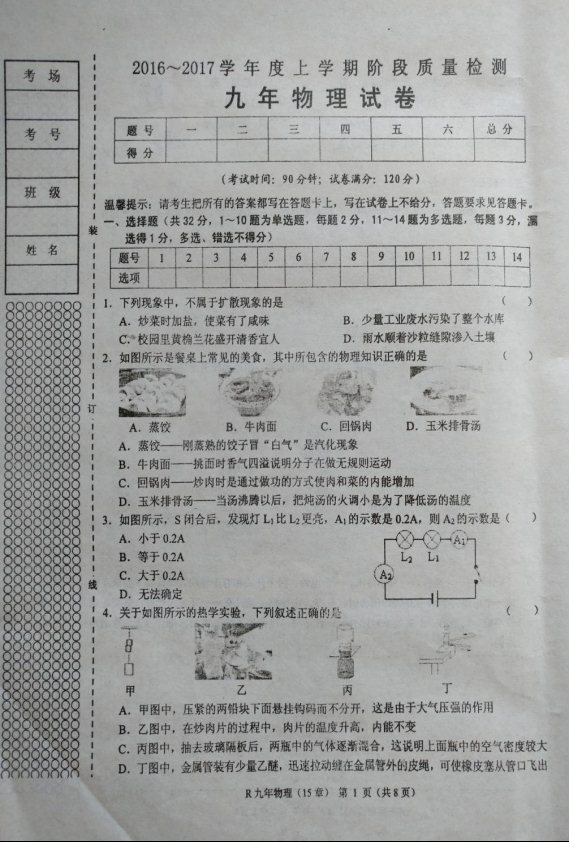 考 场
考 号
班 级
姓 名
装
订
线
2016～2017学年度上学期阶段质量检测
九年物理试卷
题号 一 二 三 四 五 六 总分
得分
（考试时间：90分钟；试卷满分：120分）
温馨提示：请考生把所有的答案都写在答题卡上，写在试卷上不给分，答题要求见答题卡。
一、选择题（共32分，1～10题为单选题，每题2分，11～14题为多选题，每题3分，漏
选得1分，多选、错选不得分）
题号 1 2 3 4 5 6 7 8 9 10 11 12 13 14
选项
1．下列现象中，不属于扩散现象的是 （ ）
A．炒菜时加盐，使菜有了咸味 B．少量工业废水污染了整个水库
C．校园里黄桷兰花盛开清香宜人 D．雨水顺着沙粒缝隙渗入土壤
2．如图所示是餐桌上常见的美食，其中所包含的物理知识正确的是 （ ）
A．蒸饺 B．牛肉面 C．回锅肉 D．玉米排骨汤
A．蒸饺——刚蒸熟的饺子冒“白气”是汽化现象
B．牛肉面——挑面时香气四溢说明分子在做无规则运动
C．回锅肉——炒肉时是通过做功的方式使肉和菜的内能增加
D．玉米排骨汤——当汤沸腾以后，把炖汤的火调小是为了降低汤的温度
3．如图所示，S闭合后，发现灯L₁比L₂更亮，A₁的示数是0.2A，则A₂的示数是（ ）
A．小于0.2A
B．等于0.2A
C．大于0.2A
D．无法确定
A₁
L₂ L₁
A₂
4．关于如图所示的热学实验，下列叙述正确的是 （ ）
甲 乙 丙 丁
A．甲图中，压紧的两铅块下面悬挂钩码而不分开，这是由于大气压强的作用
B．乙图中，在炒肉片的过程中，肉片的温度升高，内能不变
C．丙图中，抽去玻璃隔板后，两瓶中的气体逐渐混合，这说明上面瓶中的空气密度较大
D．丁图中，金属管装有少量乙醚，迅速拉动缠在金属管外的皮绳，可使橡皮塞从管口飞出
R九年物理（15章） 第 1 页（共8页）